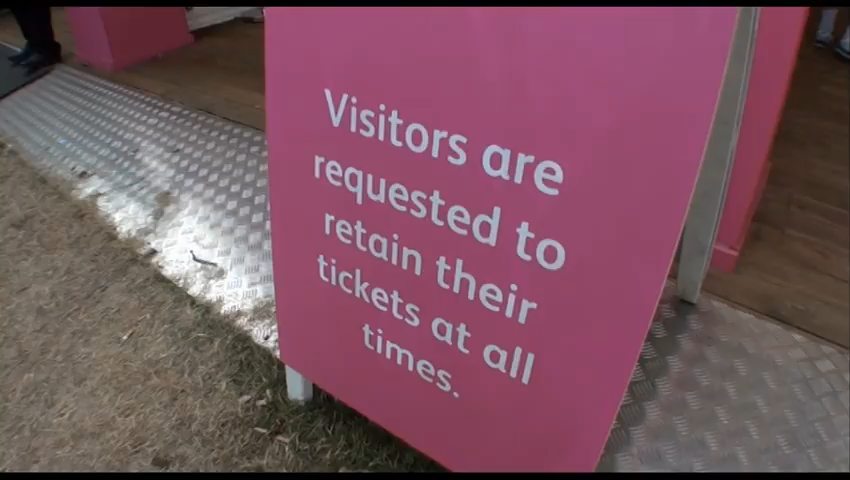 Visitors are
requested to
retain their
tickets at all
times.